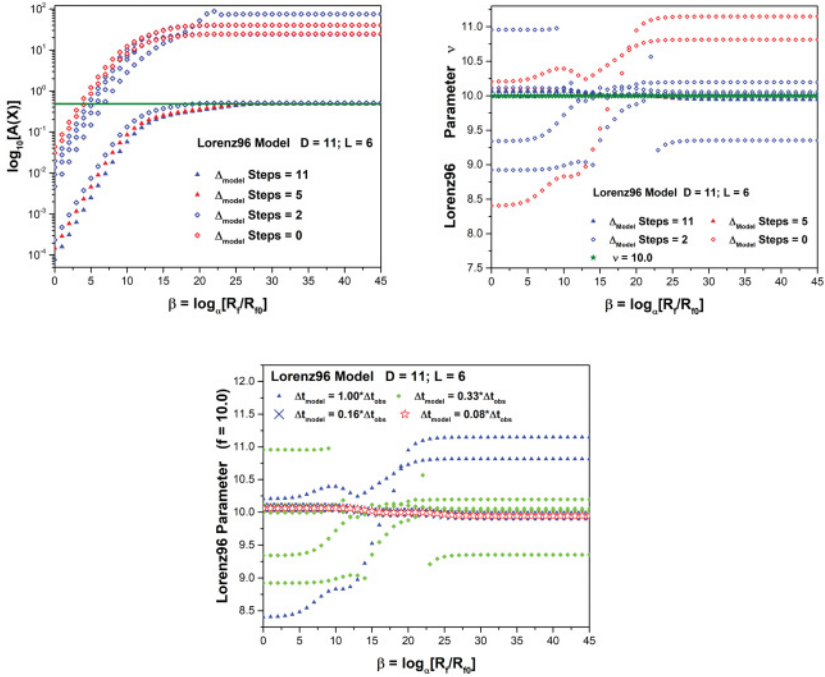 log₁₀[A(X)]
10²
10¹
10⁰
10⁻¹
10⁻²
10⁻³
10⁻⁴
Lorenz96 Model D = 11; L = 6
Δmodel Steps = 11
Δmodel Steps = 5
Δmodel Steps = 2
Δmodel Steps = 0
0 5 10 15 20 25 30 35 40 45
β = logα[Rf/Rf0]
Lorenz96 Parameter ν
11.0
10.5
10.0
9.5
9.0
8.5
Lorenz96 Model D = 11; L = 6
ΔModel Steps = 11 ΔModel Steps = 5
ΔModel Steps = 2 ΔModel Steps = 0
ν = 10.0
0 5 10 15 20 25 30 35 40 45
β = logα[Rf/Rf0]
Lorenz96 Parameter (f = 10.0)
12.0
11.5
11.0
10.5
10.0
9.5
9.0
8.5
Lorenz96 Model D = 11; L = 6
Δtmodel = 1.00*Δtobs Δtmodel = 0.33*Δtobs
Δtmodel = 0.16*Δtobs Δtmodel = 0.08*Δtobs
0 5 10 15 20 25 30 35 40 45
β = logα[Rf/Rf0]